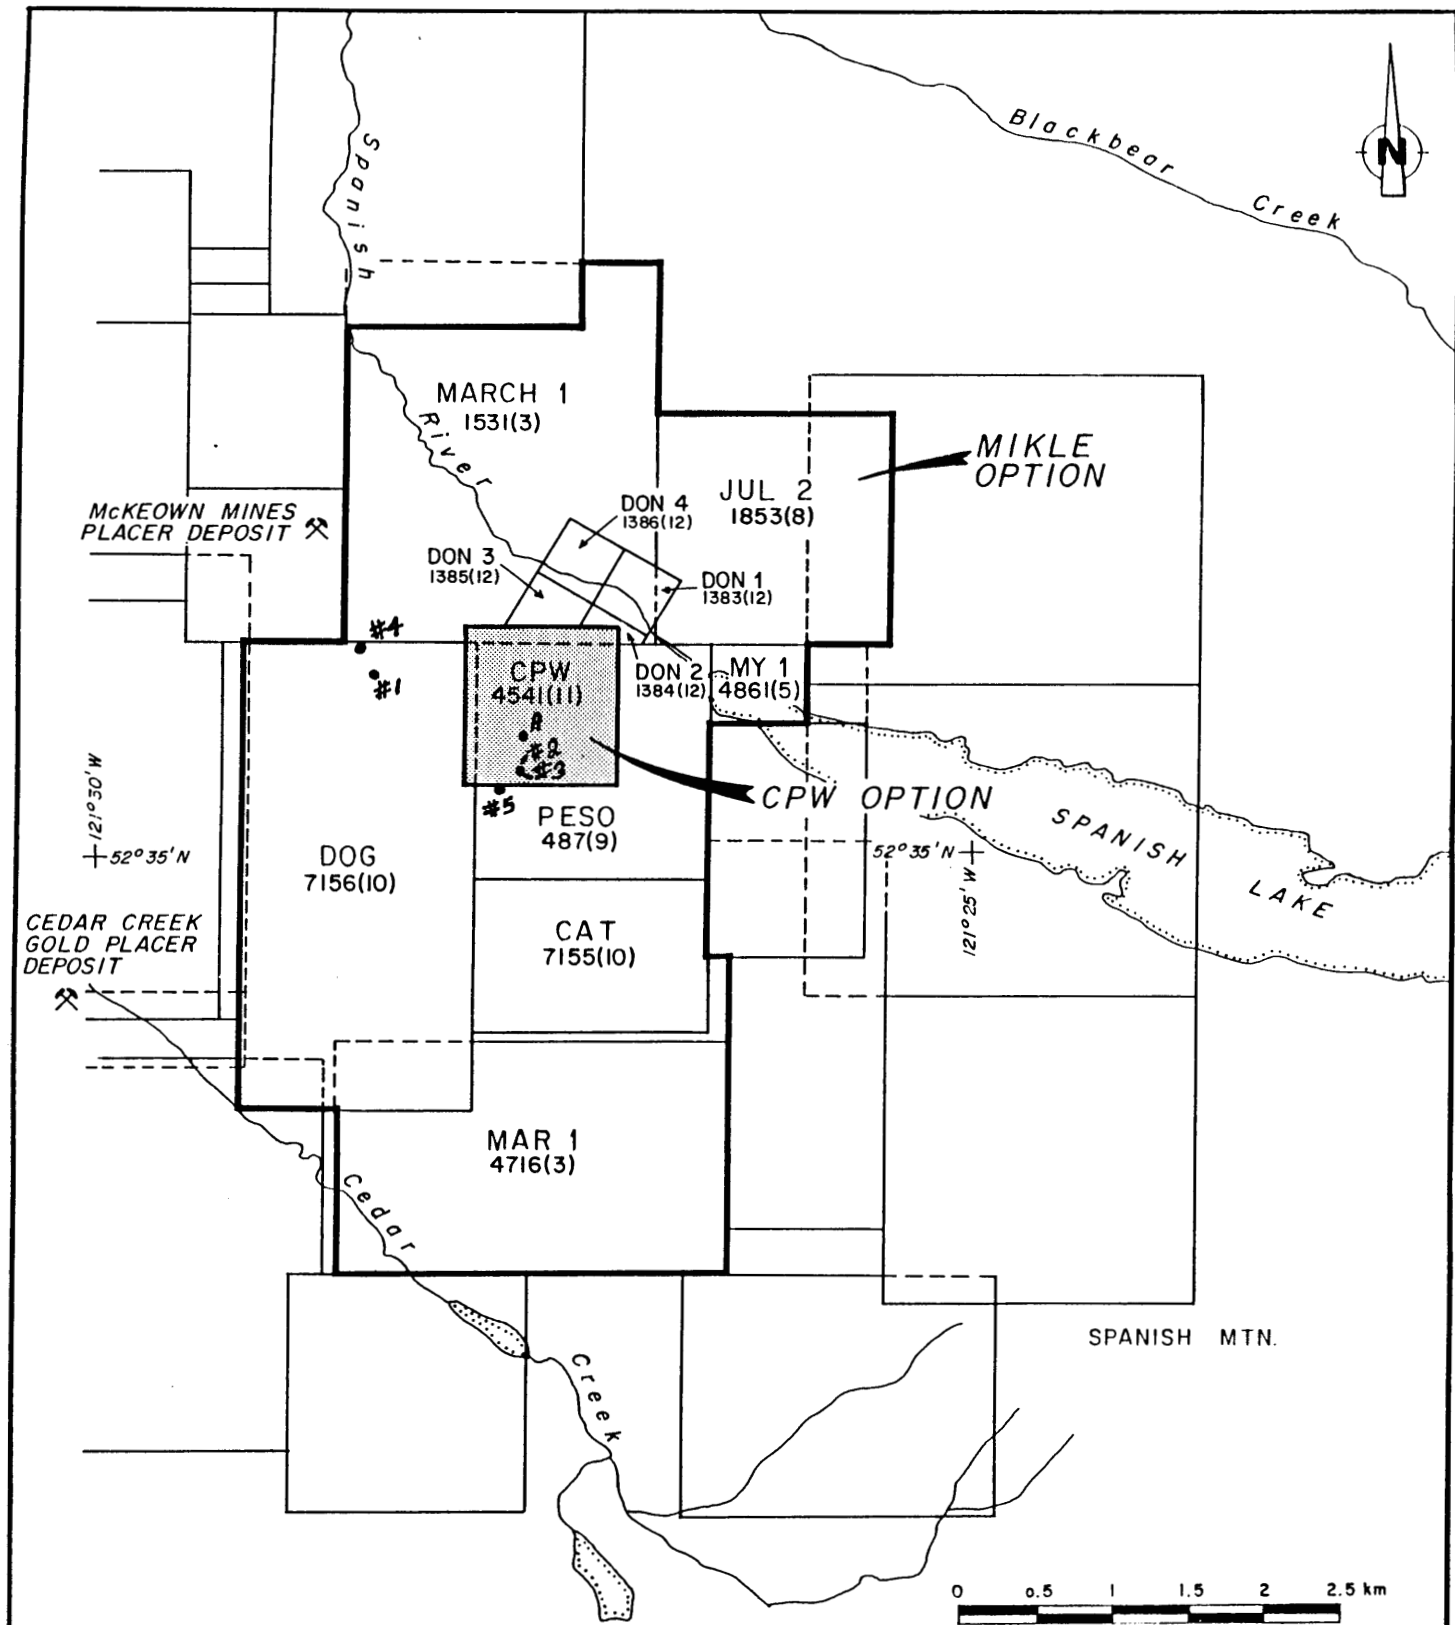 Blackbear
Creek
N
Spanish
River
MARCH 1
1531(3)
MIKLE
OPTION
JUL 2
1853(8)
McKEOWN MINES
PLACER DEPOSIT
DON 4
1386(12)
DON 3
1385(12)
DON 1
1383(12)
#4
#1
CPW
4541(11)
DON 2
1384(12)
MY 1
4861(5)
A
#2
#3
#5
CPW OPTION
PESO
487(9)
121°30'W
52°35'N
DOG
7156(10)
52°35'N
121°25'W
SPANISH
LAKE
CEDAR CREEK
GOLD PLACER
DEPOSIT
CAT
7155(10)
MAR 1
4716(3)
Cedar
Creek
SPANISH MTN.
0 0.5 1 1.5 2 2.5 km